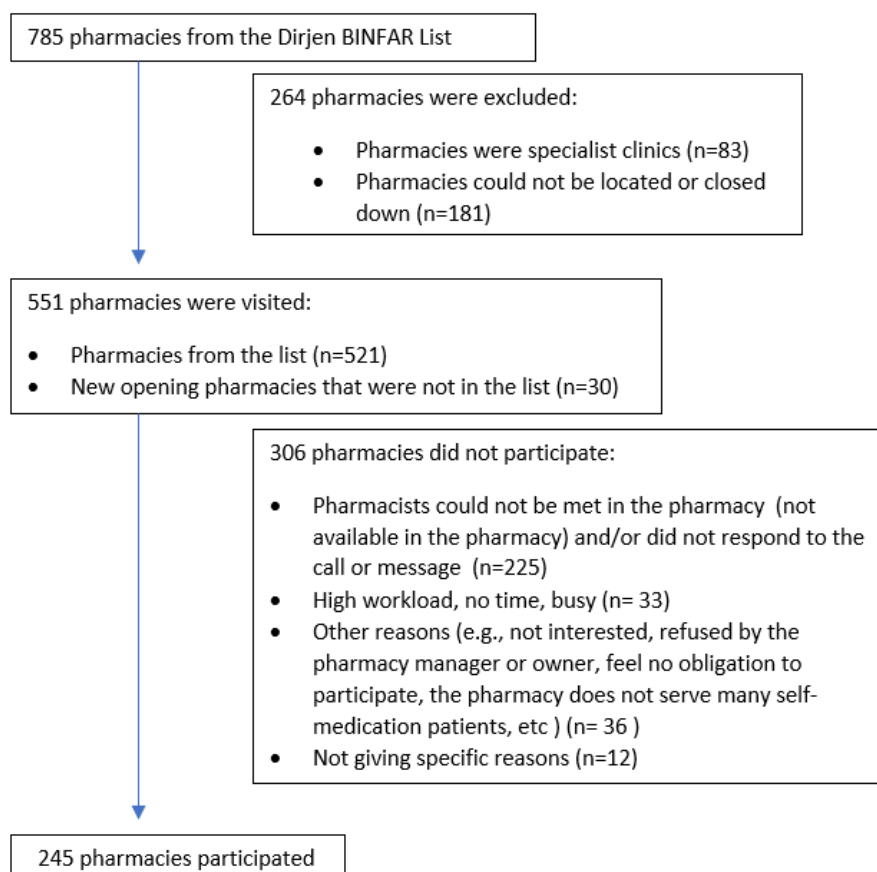 785 pharmacies from the Dirjen BINFAR List
264 pharmacies were excluded:
• Pharmacies were specialist clinics (n=83)
• Pharmacies could not be located or closed
down (n=181)
551 pharmacies were visited:
• Pharmacies from the list (n=521)
• New opening pharmacies that were not in the list (n=30)
306 pharmacies did not participate:
• Pharmacists could not be met in the pharmacy (not
available in the pharmacy) and/or did not respond to the
call or message (n=225)
• High workload, no time, busy (n= 33)
• Other reasons (e.g., not interested, refused by the
pharmacy manager or owner, feel no obligation to
participate, the pharmacy does not serve many self-
medication patients, etc ) (n= 36 )
• Not giving specific reasons (n=12)
245 pharmacies participated